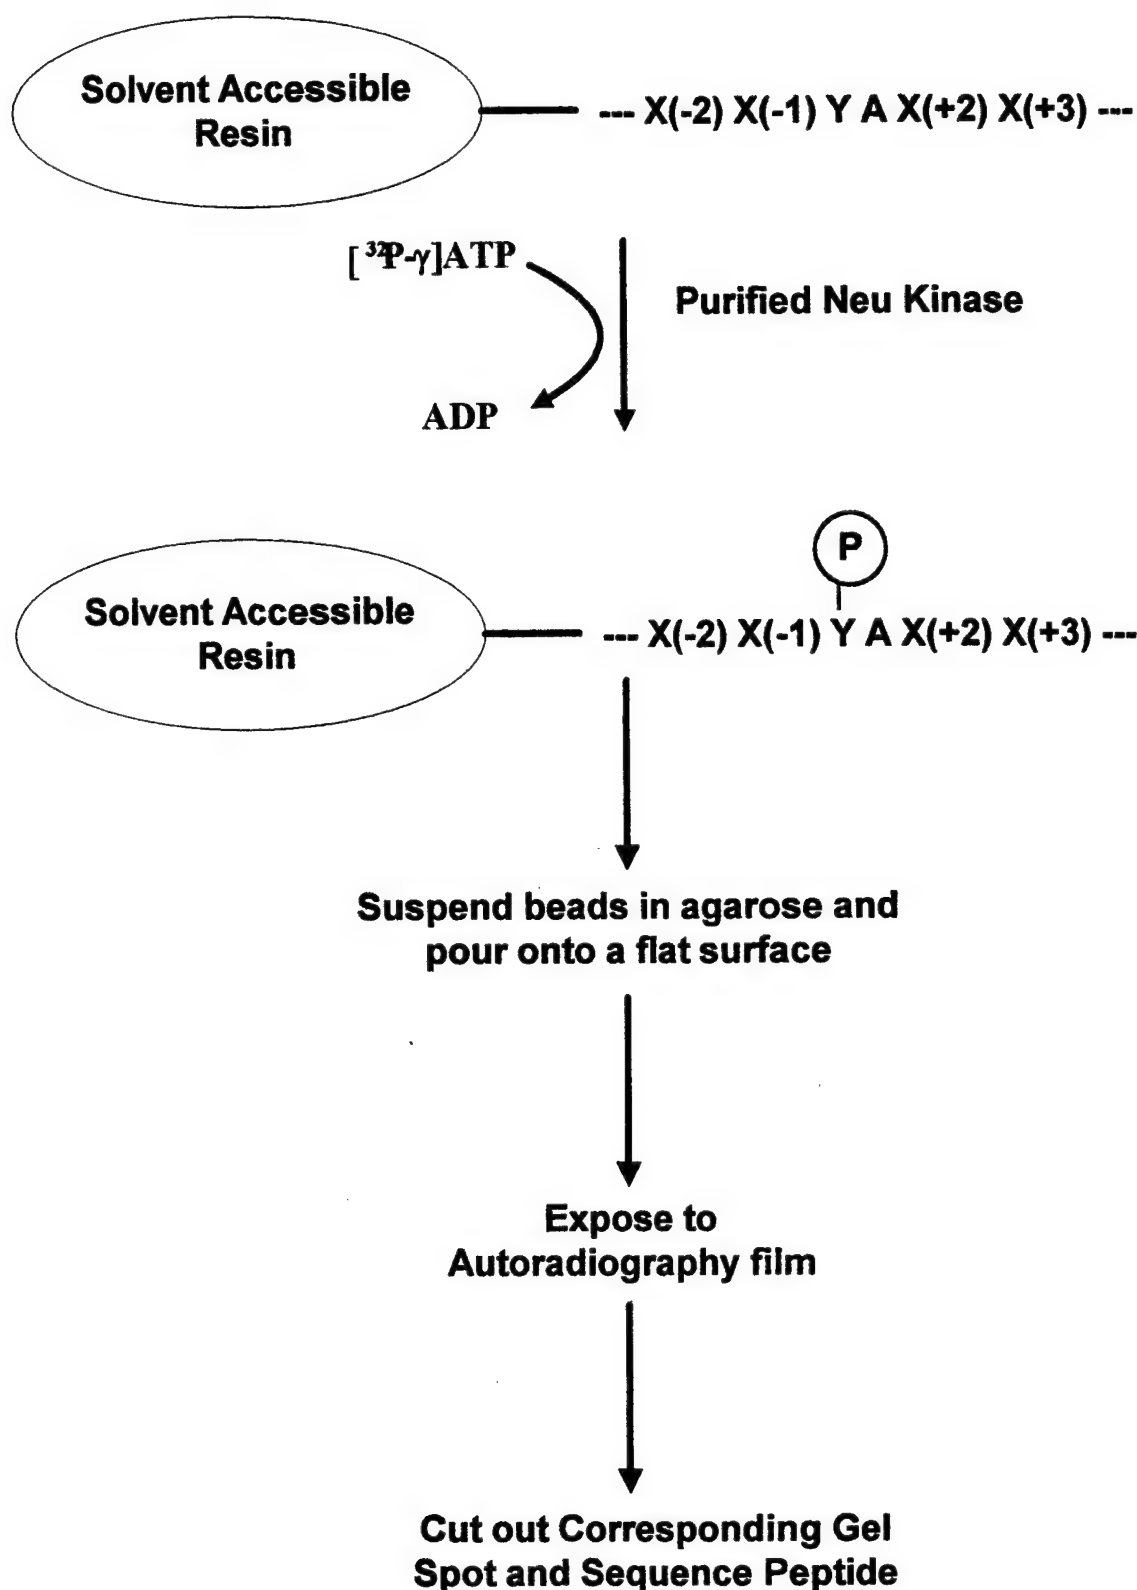 Solvent Accessible
Resin
--- X(-2) X(-1) Y A X(+2) X(+3) ---
[ ³²P-γ]ATP
Purified Neu Kinase
ADP
P
Solvent Accessible
Resin
--- X(-2) X(-1) Y A X(+2) X(+3) ---
Suspend beads in agarose and
pour onto a flat surface
Expose to
Autoradiography film
Cut out Corresponding Gel
Spot and Sequence Peptide